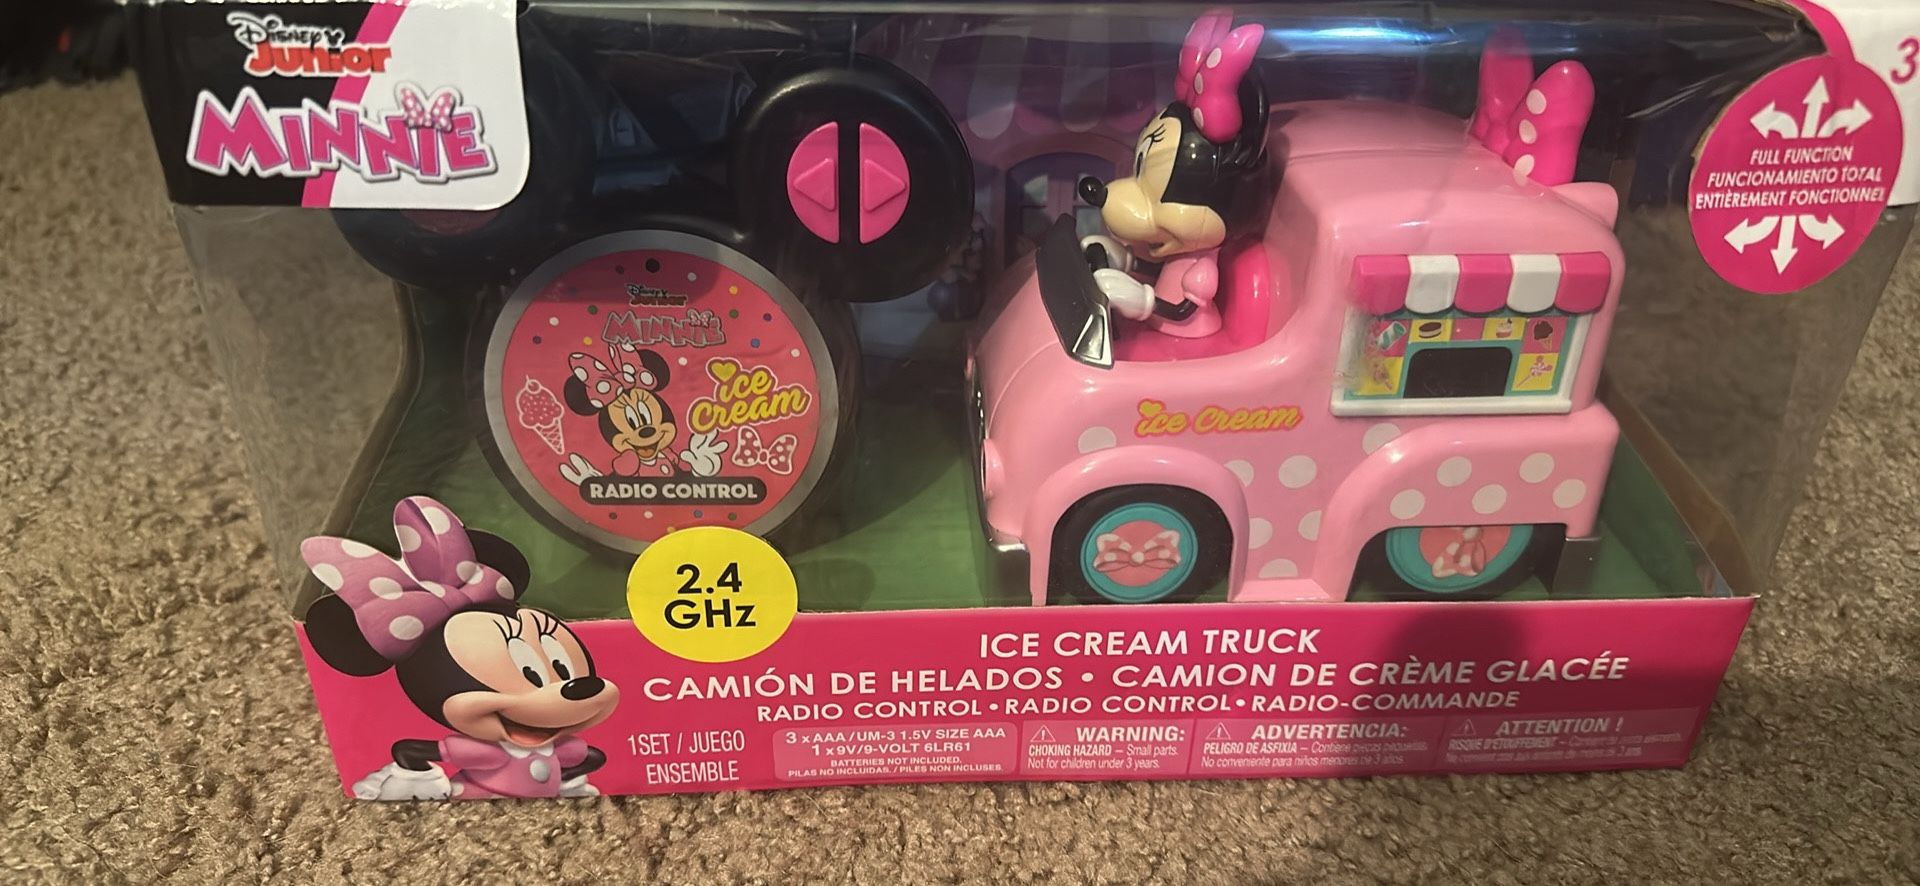 Disney
Junior
MINNIE
3
FULL FUNCTION
FUNCIONAMIENTO TOTAL
ENTIÈREMENT FONCTIONNEL
Disney
Junior
MINNIE
ice
cream
RADIO CONTROL
Ice Cream
2.4
GHz
ICE CREAM TRUCK
CAMIÓN DE HELADOS • CAMION DE CRÈME GLACÉE
RADIO CONTROL • RADIO CONTROL • RADIO-COMMANDE
1SET / JUEGO
ENSEMBLE
3 x AAA / UM-3 1.5V SIZE AAA
1 x 9V/9-VOLT 6LR61
BATTERIES NOT INCLUDED.
PILAS NO INCLUIDAS. / PILES NON INCLUSES.
WARNING:
CHOKING HAZARD – Small parts.
Not for children under 3 years.
ADVERTENCIA:
PELIGRO DE ASFIXIA – Contiene piezas pequeñas.
No conveniente para niños menores de 3 años.
ATTENTION !
RISQUE D'ÉTOUFFEMENT –